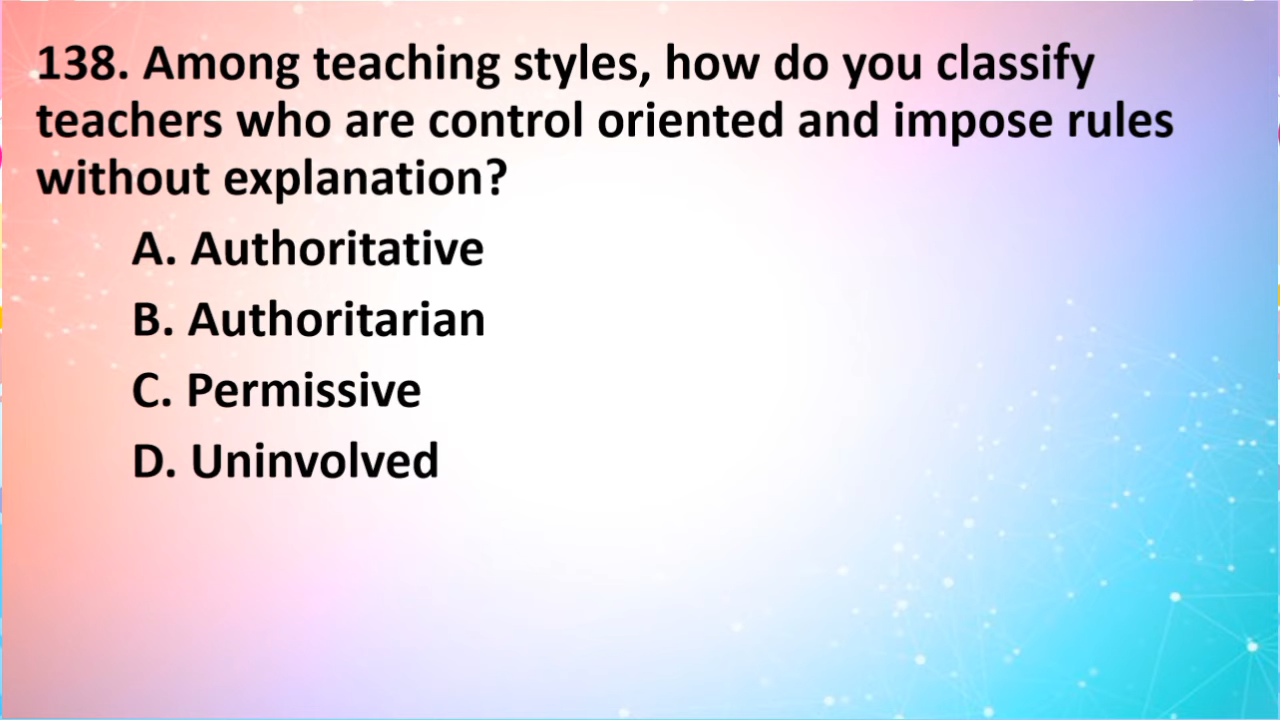 138. Among teaching styles, how do you classify
teachers who are control oriented and impose rules
without explanation?
A. Authoritative
B. Authoritarian
C. Permissive
D. Uninvolved